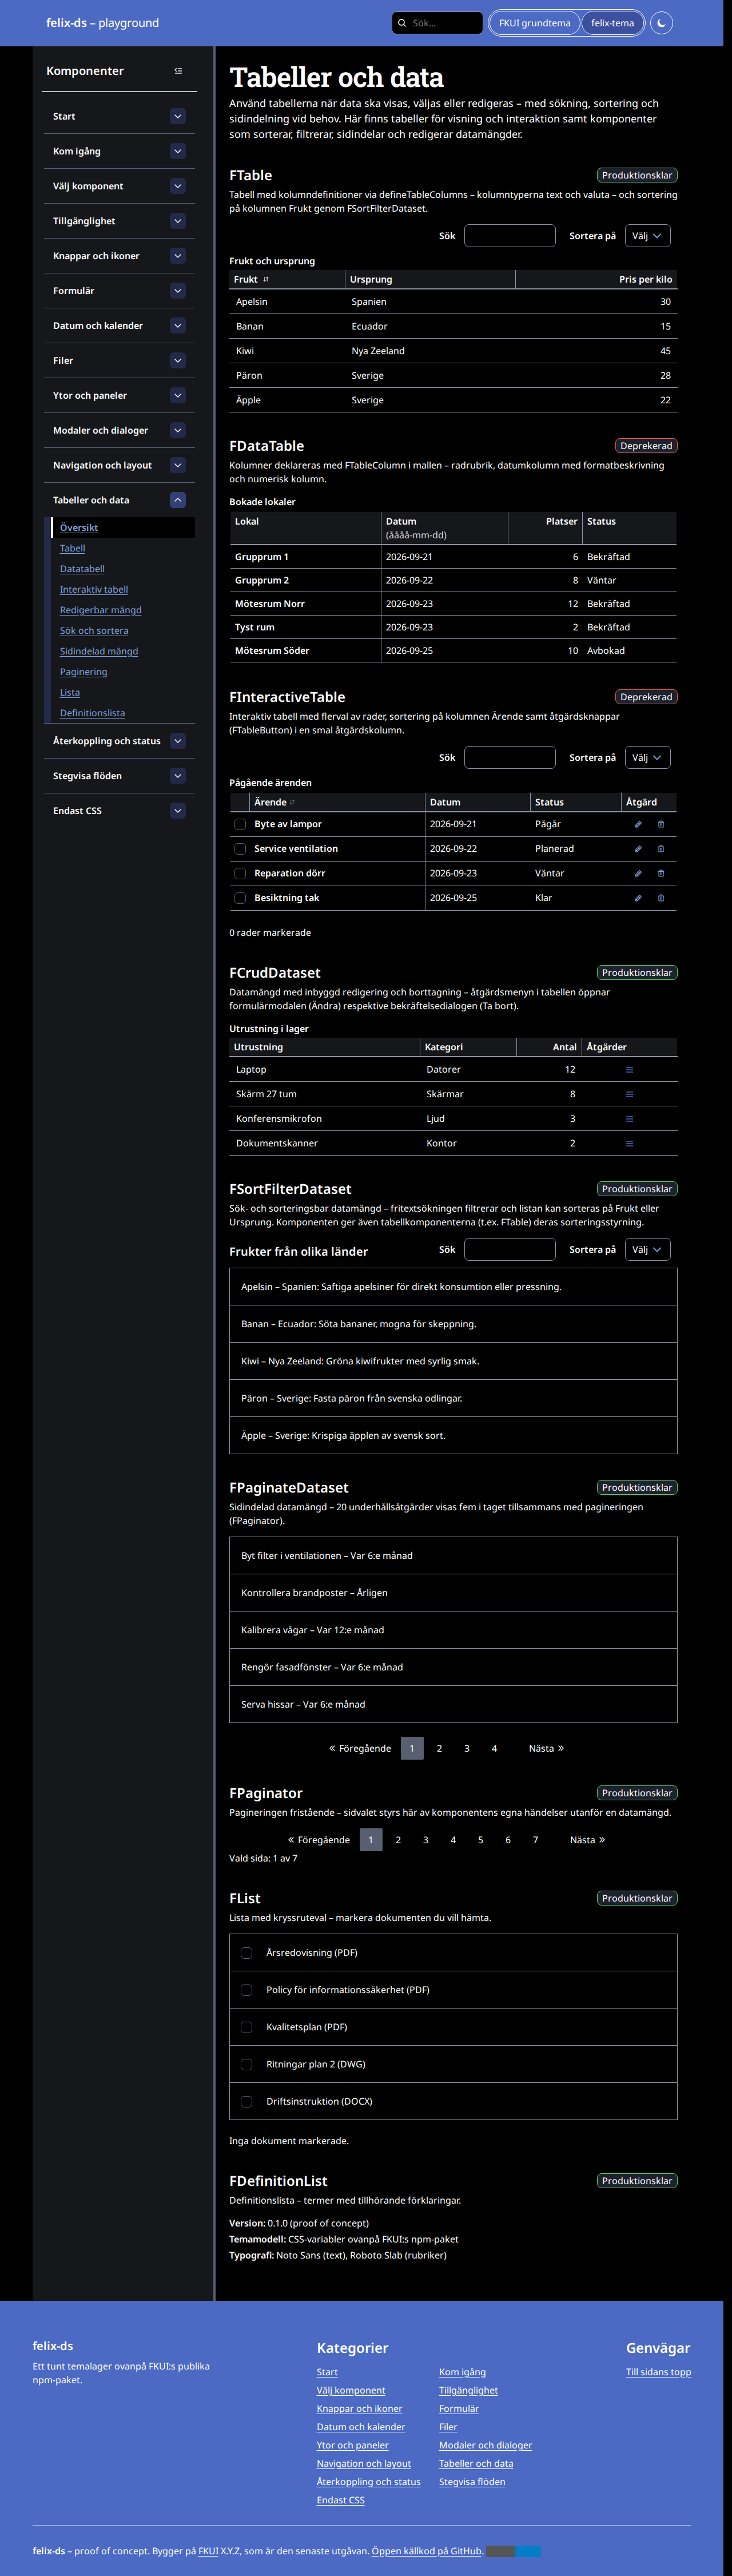 felix-ds – playground
Sök...
FKUI grundtema
felix-tema
Komponenter
Start
Kom igång
Välj komponent
Tillgänglighet
Knappar och ikoner
Formulär
Datum och kalender
Filer
Ytor och paneler
Modaler och dialoger
Navigation och layout
Tabeller och data
Översikt
Tabell
Datatabell
Interaktiv tabell
Redigerbar mängd
Sök och sortera
Sidindelad mängd
Paginering
Lista
Definitionslista
Återkoppling och status
Stegvisa flöden
Endast CSS
Tabeller och data
Använd tabellerna när data ska visas, väljas eller redigeras – med sökning, sortering och
sidindelning vid behov. Här finns tabeller för visning och interaktion samt komponenter
som sorterar, filtrerar, sidindelar och redigerar datamängder.
FTable
Produktionsklar
Tabell med kolumndefinitioner via defineTableColumns – kolumntyperna text och valuta – och sortering
på kolumnen Frukt genom FSortFilterDataset.
Sök
Sortera på
Välj
Frukt och ursprung
Frukt Ursprung Pris per kilo
Apelsin Spanien 30
Banan Ecuador 15
Kiwi Nya Zeeland 45
Päron Sverige 28
Äpple Sverige 22
FDataTable
Deprekerad
Kolumner deklareras med FTableColumn i mallen – radrubrik, datumkolumn med formatbeskrivning
och numerisk kolumn.
Bokade lokaler
Lokal Datum Platser Status
(åååå-mm-dd)
Grupprum 1 2026-09-21 6 Bekräftad
Grupprum 2 2026-09-22 8 Väntar
Mötesrum Norr 2026-09-23 12 Bekräftad
Tyst rum 2026-09-23 2 Bekräftad
Mötesrum Söder 2026-09-25 10 Avbokad
FInteractiveTable
Deprekerad
Interaktiv tabell med flerval av rader, sortering på kolumnen Ärende samt åtgärdsknappar
(FTableButton) i en smal åtgärdskolumn.
Sök
Sortera på
Välj
Pågående ärenden
Ärende Datum Status Åtgärd
Byte av lampor 2026-09-21 Pågår
Service ventilation 2026-09-22 Planerad
Reparation dörr 2026-09-23 Väntar
Besiktning tak 2026-09-25 Klar
0 rader markerade
FCrudDataset
Produktionsklar
Datamängd med inbyggd redigering och borttagning – åtgärdsmenyn i tabellen öppnar
formulärmodalen (Ändra) respektive bekräftelsedialogen (Ta bort).
Utrustning i lager
Utrustning Kategori Antal Åtgärder
Laptop Datorer 12
Skärm 27 tum Skärmar 8
Konferensmikrofon Ljud 3
Dokumentskanner Kontor 2
FSortFilterDataset
Produktionsklar
Sök- och sorteringsbar datamängd – fritextsökningen filtrerar och listan kan sorteras på Frukt eller
Ursprung. Komponenten ger även tabellkomponenterna (t.ex. FTable) deras sorteringsstyrning.
Frukter från olika länder
Sök
Sortera på
Välj
Apelsin – Spanien: Saftiga apelsiner för direkt konsumtion eller pressning.
Banan – Ecuador: Söta bananer, mogna för skeppning.
Kiwi – Nya Zeeland: Gröna kiwifrukter med syrlig smak.
Päron – Sverige: Fasta päron från svenska odlingar.
Äpple – Sverige: Krispiga äpplen av svensk sort.
FPaginateDataset
Produktionsklar
Sidindelad datamängd – 20 underhållsåtgärder visas fem i taget tillsammans med pagineringen
(FPaginator).
Byt filter i ventilationen – Var 6:e månad
Kontrollera brandposter – Årligen
Kalibrera vågar – Var 12:e månad
Rengör fasadfönster – Var 6:e månad
Serva hissar – Var 6:e månad
Föregående 1 2 3 4 Nästa
FPaginator
Produktionsklar
Pagineringen fristående – sidvalet styrs här av komponentens egna händelser utanför en datamängd.
Föregående 1 2 3 4 5 6 7 Nästa
Vald sida: 1 av 7
FList
Produktionsklar
Lista med kryssruteval – markera dokumenten du vill hämta.
Årsredovisning (PDF)
Policy för informationssäkerhet (PDF)
Kvalitetsplan (PDF)
Ritningar plan 2 (DWG)
Driftsinstruktion (DOCX)
Inga dokument markerade.
FDefinitionList
Produktionsklar
Definitionslista – termer med tillhörande förklaringar.
Version: 0.1.0 (proof of concept)
Temamodell: CSS-variabler ovanpå FKUI:s npm-paket
Typografi: Noto Sans (text), Roboto Slab (rubriker)
felix-ds
Ett tunt temalager ovanpå FKUI:s publika
npm-paket.
Kategorier
Start
Kom igång
Välj komponent
Tillgänglighet
Knappar och ikoner
Formulär
Datum och kalender
Filer
Ytor och paneler
Modaler och dialoger
Navigation och layout
Tabeller och data
Återkoppling och status
Stegvisa flöden
Endast CSS
Genvägar
Till sidans topp
felix-ds – proof of concept. Bygger på FKUI X.Y.Z, som är den senaste utgåvan. Öppen källkod på GitHub.